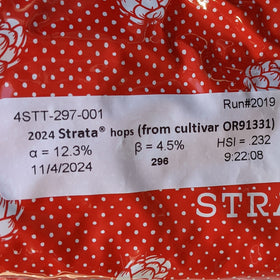 Run#2019
4STT-297-001
2024 Strata® hops (from cultivar OR91331)
α = 12.3% β = 4.5% HSI = .232
11/4/2024 296 9:22:08
STRA